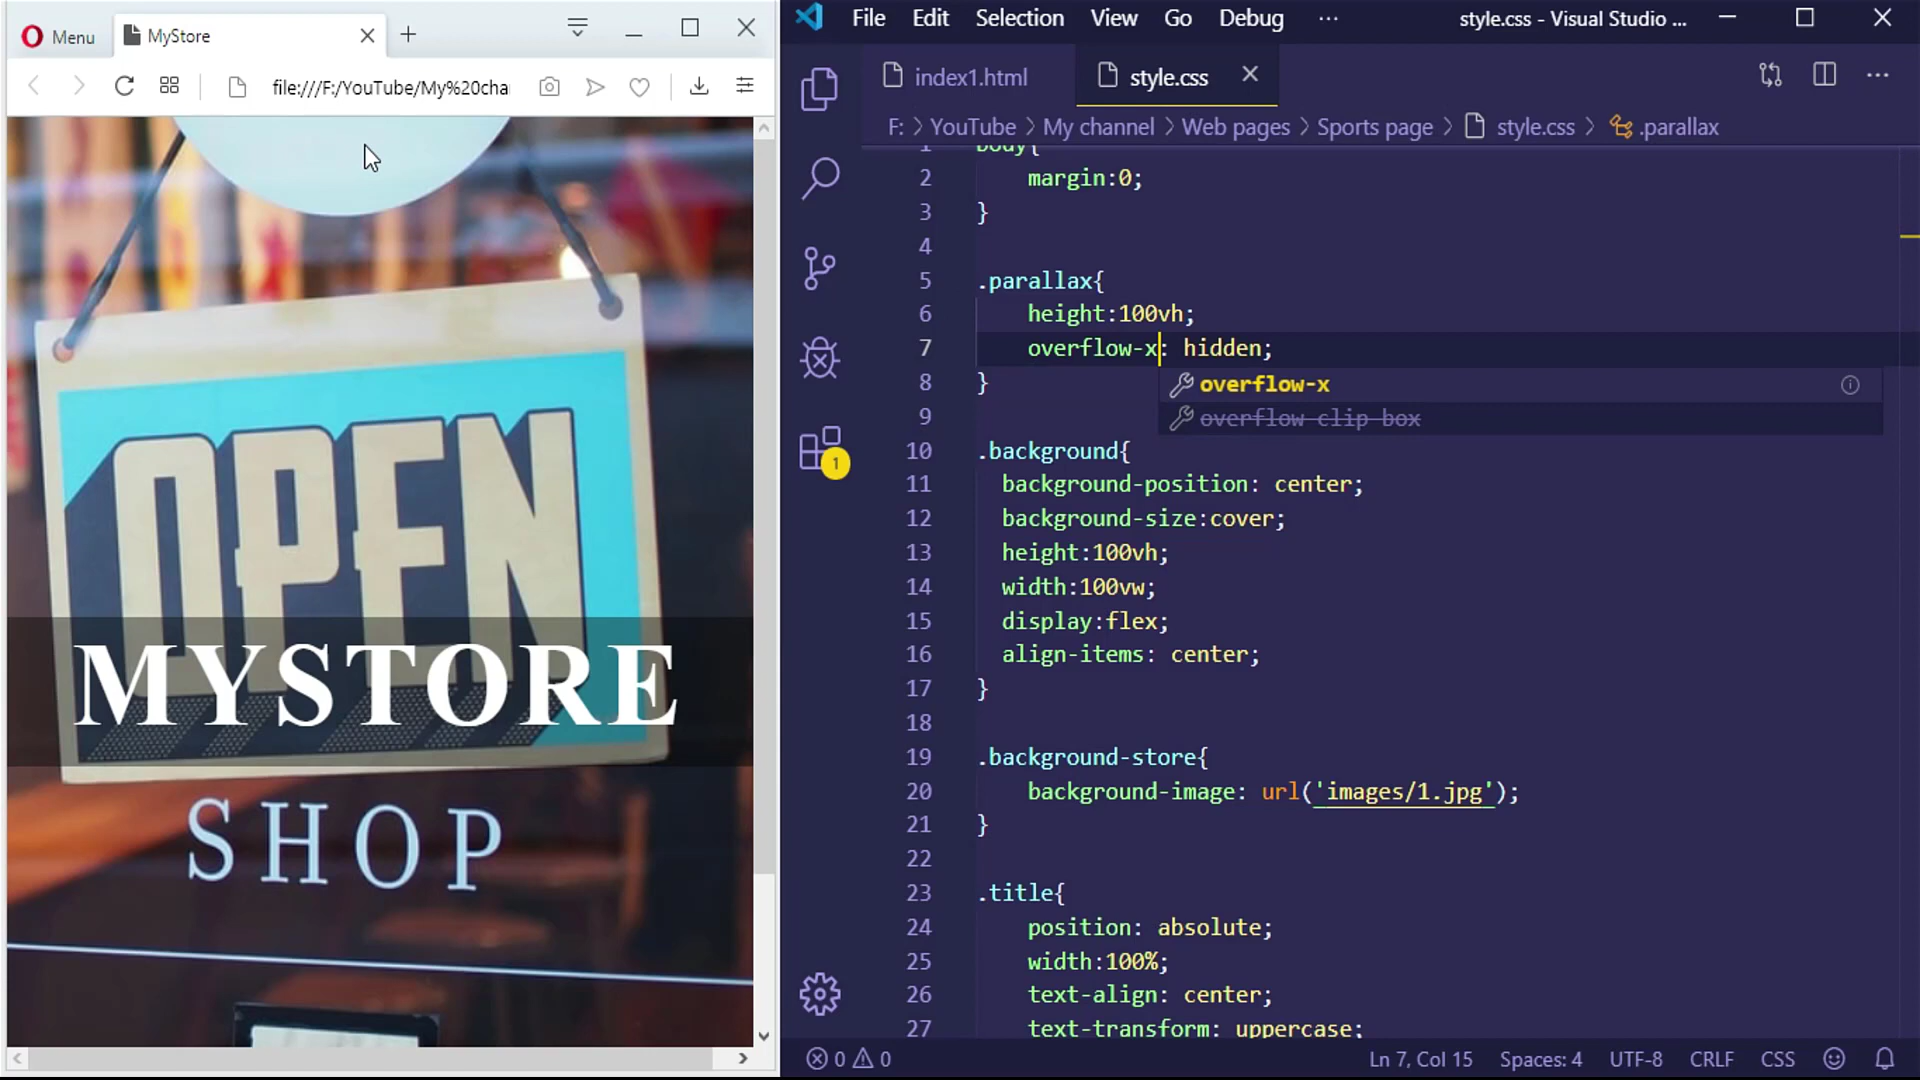 Menu
MyStore
file:///F:/YouTube/My%20cha
OPEN
MYSTORE
SHOP
File Edit Selection View Go Debug ···
style.css - Visual Studio ...
index1.html
style.css
F: > YouTube > My channel > Web pages > Sports page > style.css > .parallax
1 body{
2 margin:0;
3 }
4
5 .parallax{
6 height:100vh;
7 overflow-x: hidden;
overflow-x
overflow-clip-box
8 }
9
10 .background{
11 background-position: center;
12 background-size:cover;
13 height:100vh;
14 width:100vw;
15 display:flex;
16 align-items: center;
17 }
18
19 .background-store{
20 background-image: url('images/1.jpg');
21 }
22
23 .title{
24 position: absolute;
25 width:100%;
26 text-align: center;
27 text-transform: uppercase;
1
0 0
Ln 7, Col 15
Spaces: 4
UTF-8
CRLF
CSS